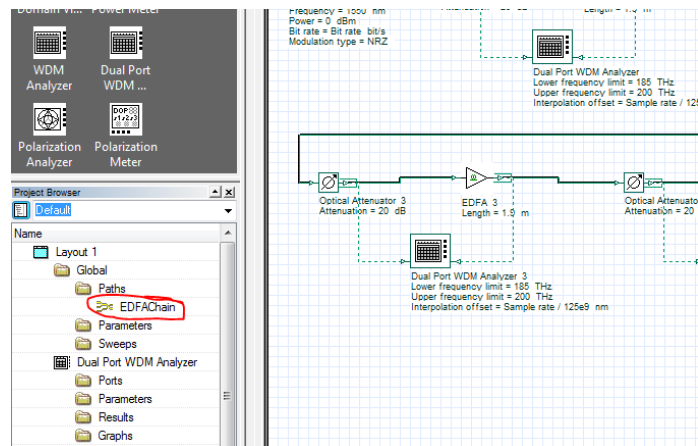 Domain Vi... Power Meter
WDM
Analyzer
Dual Port
WDM ...
Polarization
Analyzer
Polarization
Meter
Project Browser
Default
Name
Layout 1
Global
Paths
EDFAChain
Parameters
Sweeps
Dual Port WDM Analyzer
Ports
Parameters
Results
Graphs
Frequency = 1550 nm
Power = 0 dBm
Bit rate = Bit rate bit/s
Modulation type = NRZ
Dual Port WDM Analyzer
Lower frequency limit = 185 THz
Upper frequency limit = 200 THz
Interpolation offset = Sample rate / 125
Optical Attenuator 3
Attenuation = 20 dB
EDFA 3
Length = 1.9 m
Optical Attenuato
Attenuation = 20
Dual Port WDM Analyzer 3
Lower frequency limit = 185 THz
Upper frequency limit = 200 THz
Interpolation offset = Sample rate / 125e9 nm